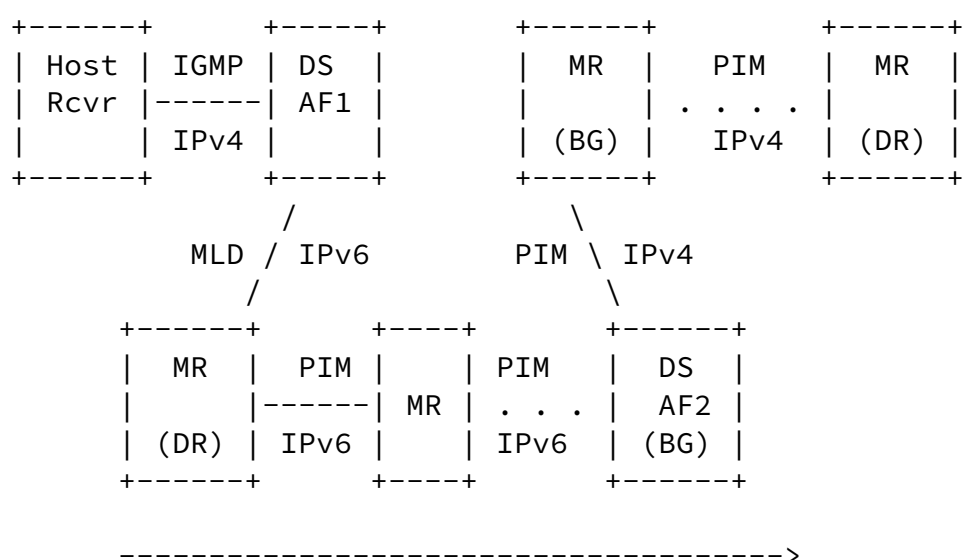 +------+       +-----+        +------+          +------+
| Host | IGMP | DS  |        |  MR  |   PIM    |  MR  |
| Rcvr |------| AF1 |        |      | . . . .  |      |
|      | IPv4 |     |        | (BG) |   IPv4   | (DR) |
+------+       +-----+        +------+          +------+
/                \
MLD / IPv6        PIM \ IPv4
/                    \
+------+       +----+        +------+
|  MR  |  PIM |    | PIM    |  DS  |
|      |------| MR | . . .  |  AF2 |
| (DR) | IPv6 |    | IPv6   | (BG) |
+------+       +----+        +------+
------------------------------------->